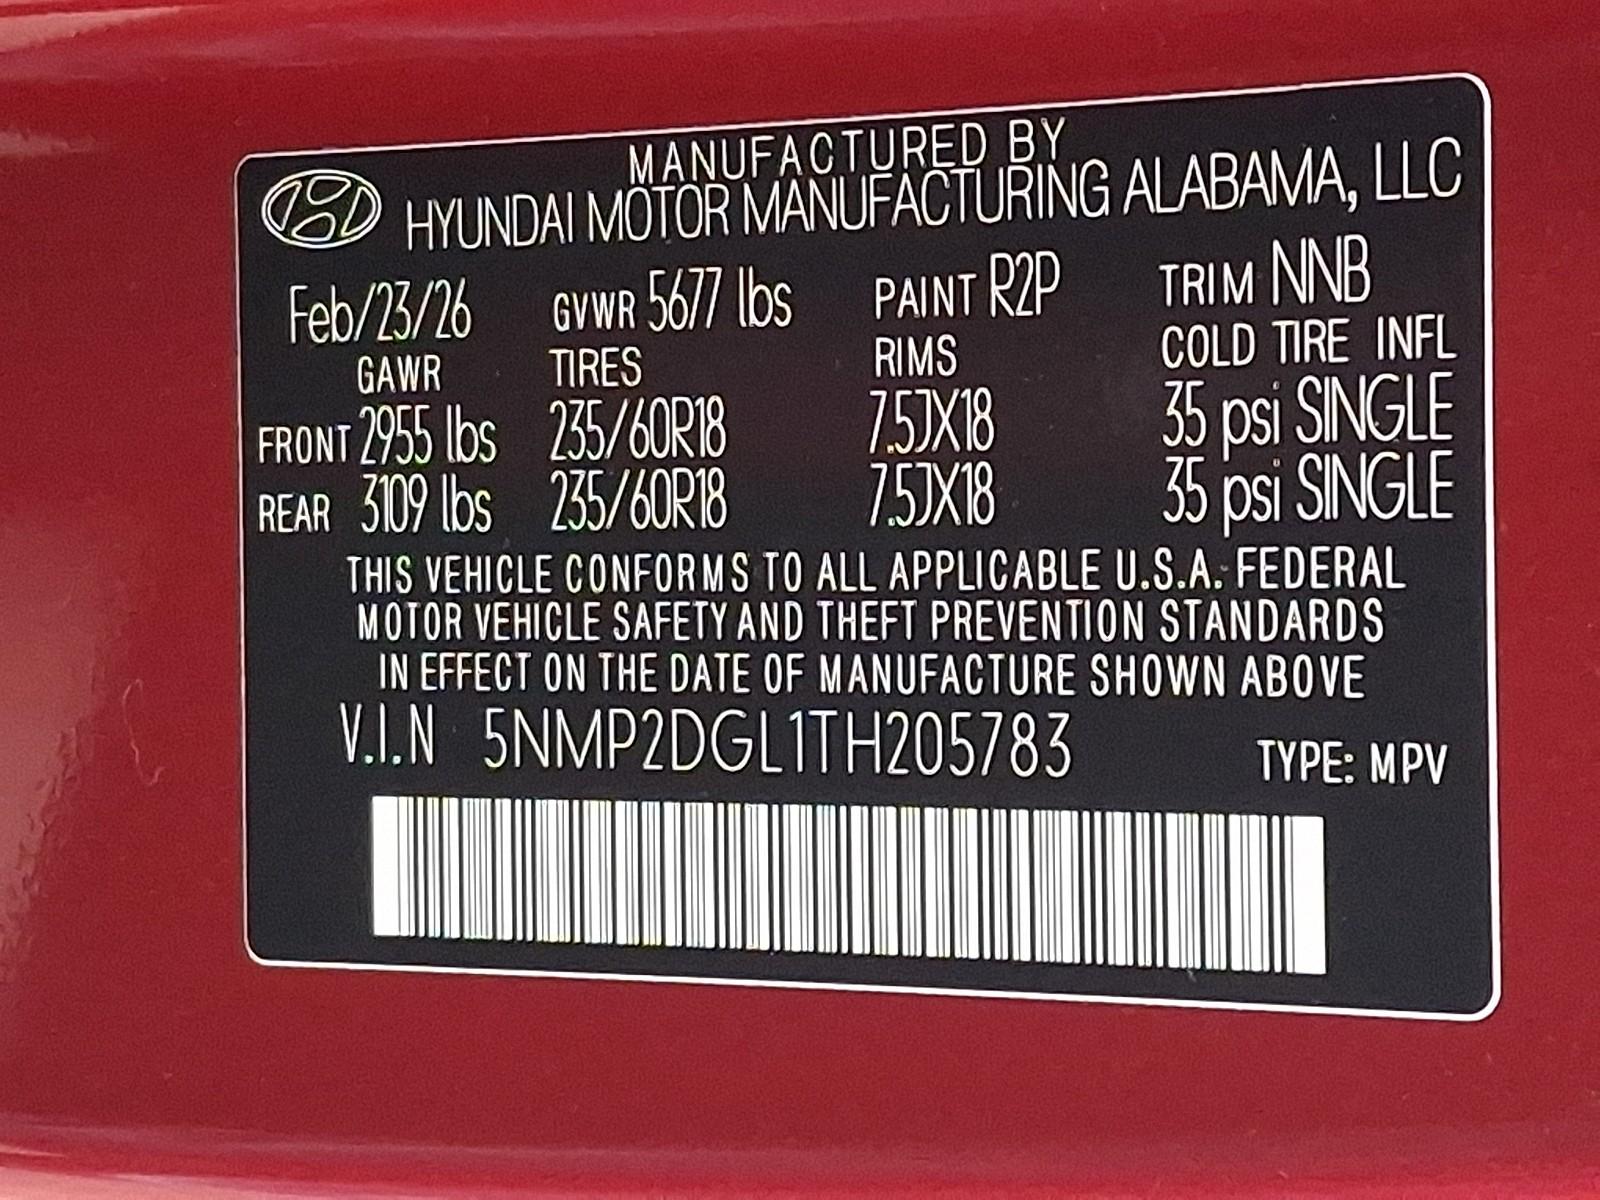 MANUFACTURED BY
HYUNDAI MOTOR MANUFACTURING ALABAMA, LLC
Feb/23/26 GVWR 5677 lbs PAINT R2P TRIM NNB
GAWR TIRES RIMS COLD TIRE INFL
FRONT 2955 lbs 235/60R18 7.5JX18 35 psi SINGLE
REAR 3109 lbs 235/60R18 7.5JX18 35 psi SINGLE
THIS VEHICLE CONFORMS TO ALL APPLICABLE U.S.A. FEDERAL
MOTOR VEHICLE SAFETY AND THEFT PREVENTION STANDARDS
IN EFFECT ON THE DATE OF MANUFACTURE SHOWN ABOVE
V.I.N 5NMP2DGL1TH205783 TYPE: MPV